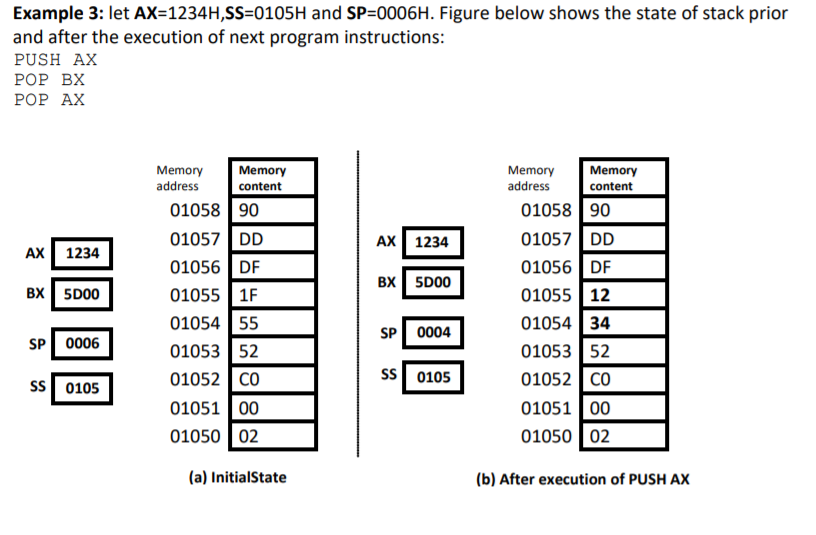 Example 3: let AX=1234H,SS=0105H and SP=0006H. Figure below shows the state of stack prior
and after the execution of next program instructions:
PUSH AX
POP BX
POP AX
Memory address Memory content
01058 90
01057 DD
01056 DF
01055 1F
01054 55
01053 52
01052 C0
01051 00
01050 02
AX 1234
BX 5D00
SP 0006
SS 0105
(a) InitialState
Memory address Memory content
01058 90
01057 DD
01056 DF
01055 12
01054 34
01053 52
01052 C0
01051 00
01050 02
AX 1234
BX 5D00
SP 0004
SS 0105
(b) After execution of PUSH AX